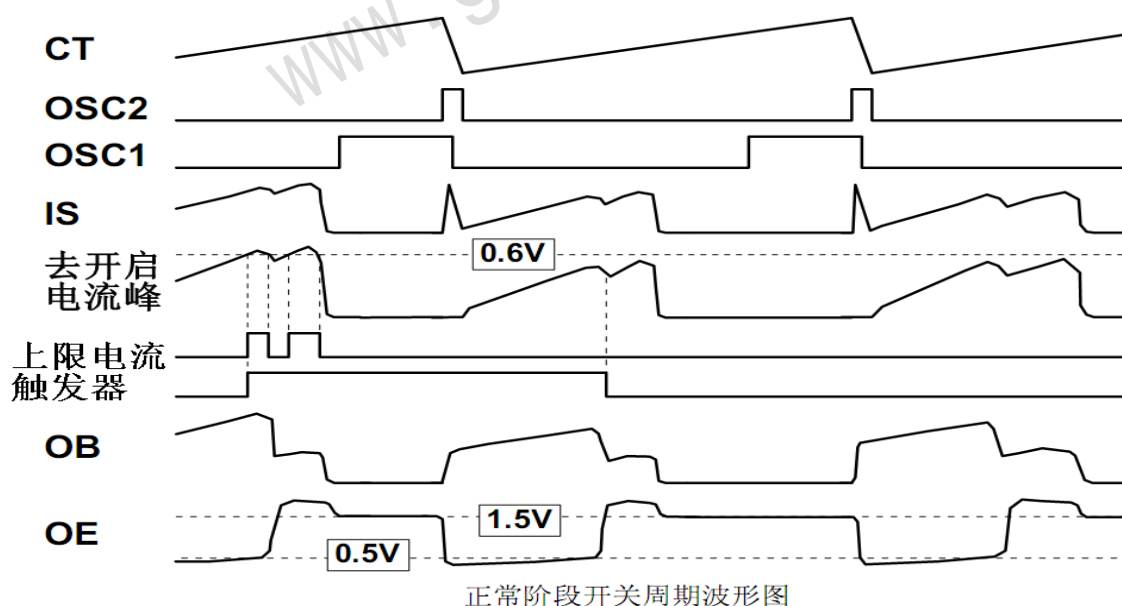 www.g
CT
OSC2
OSC1
IS
0.6V
去开启
电流峰
上限电流
触发器
OB
1.5V
OE
0.5V
正常阶段开关周期波形图